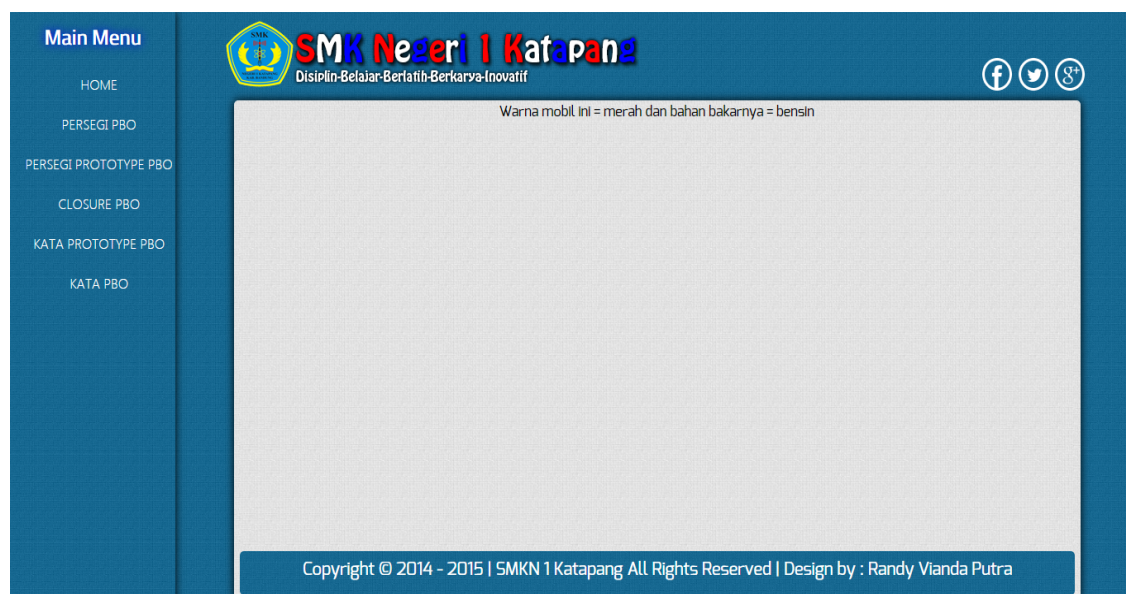 Main Menu
HOME
PERSEGI PBO
PERSEGI PROTOTYPE PBO
CLOSURE PBO
KATA PROTOTYPE PBO
KATA PBO
SMK
SMK Negeri 1 Katapang
Disiplin-Belajar-Berlatih-Berkarya-Inovatif
f
g+
Warna mobil ini = merah dan bahan bakarnya = bensin
Copyright © 2014 - 2015 | SMKN 1 Katapang All Rights Reserved | Design by : Randy Vianda Putra